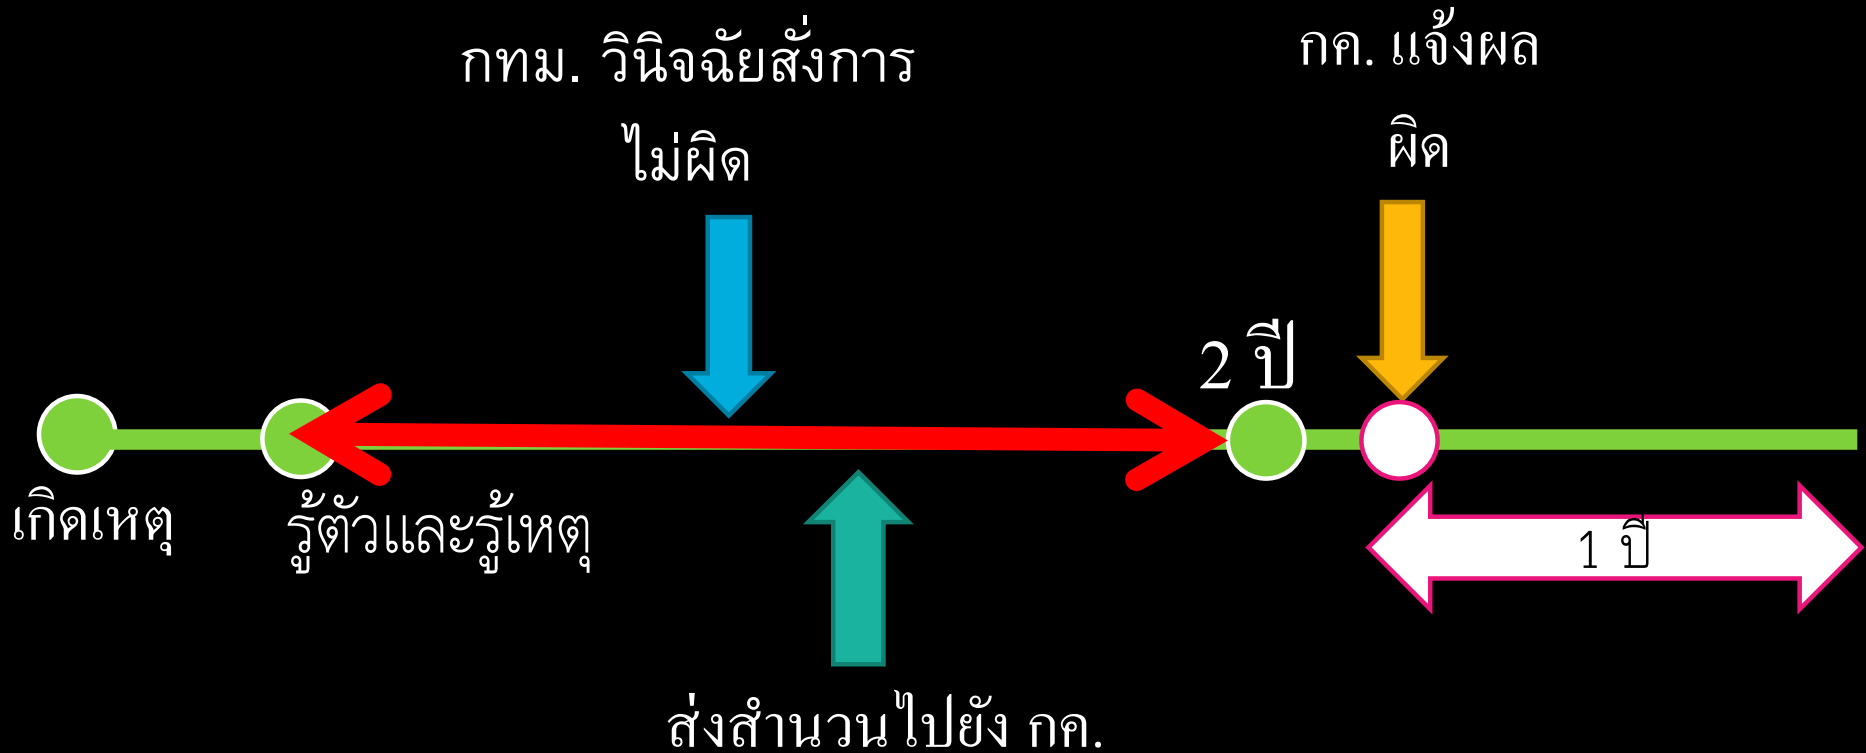 กทม. วินิจฉัยสั่งการ
ไม่ผิด
กค. แจ้งผล
ผิด
2 ปี
เกิดเหตุ
รู้ตัวและรู้เหตุ
1 ปี
ส่งสำนวนไปยัง กค.